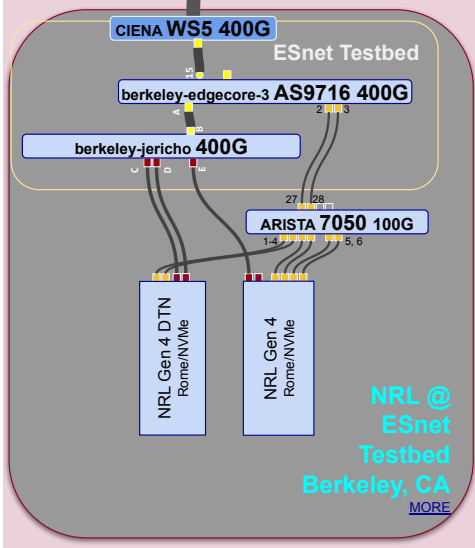 CIENA WS5 400G
ESnet Testbed
15
berkeley-edgecore-3 AS9716 400G
A
2 3
B
berkeley-jericho 400G
C D E
27 28
ARISTA 7050 100G
1-4 5, 6
NRL Gen 4 DTN
Rome/NVMe
NRL Gen 4
Rome/NVMe
NRL @
ESnet
Testbed
Berkeley, CA
MORE